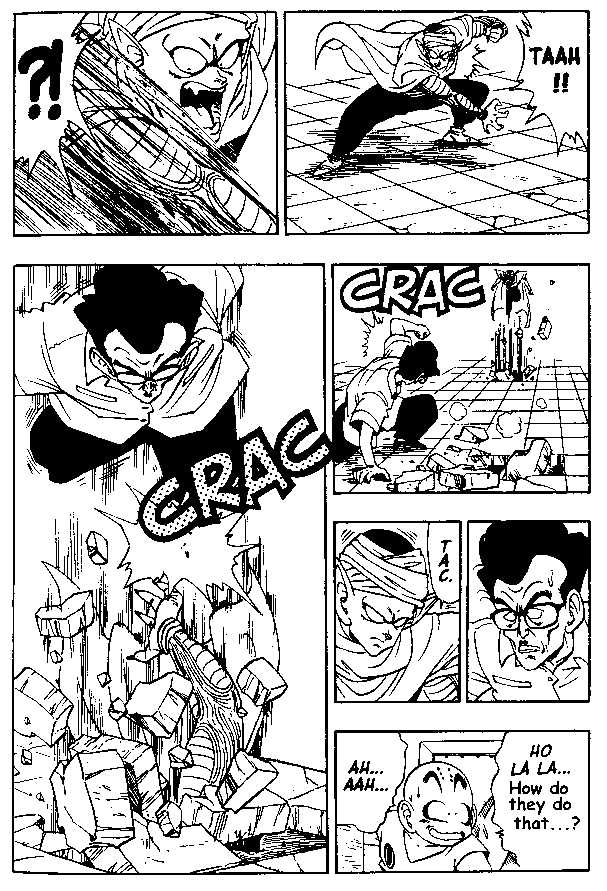 ?!
TAAH
!!
CRAC
CRAC
TAC.
AH...
AAH...
HO
LA LA...
How do
they do
that...?